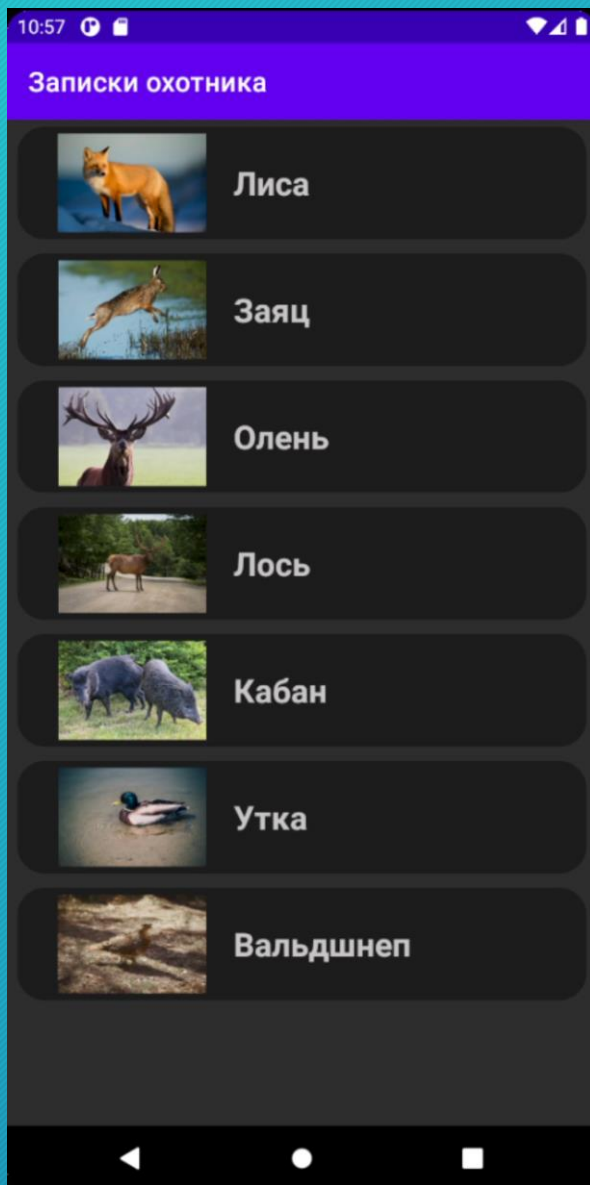 10:57
Записки охотника
Лиса
Заяц
Олень
Лось
Кабан
Утка
Вальдшнеп